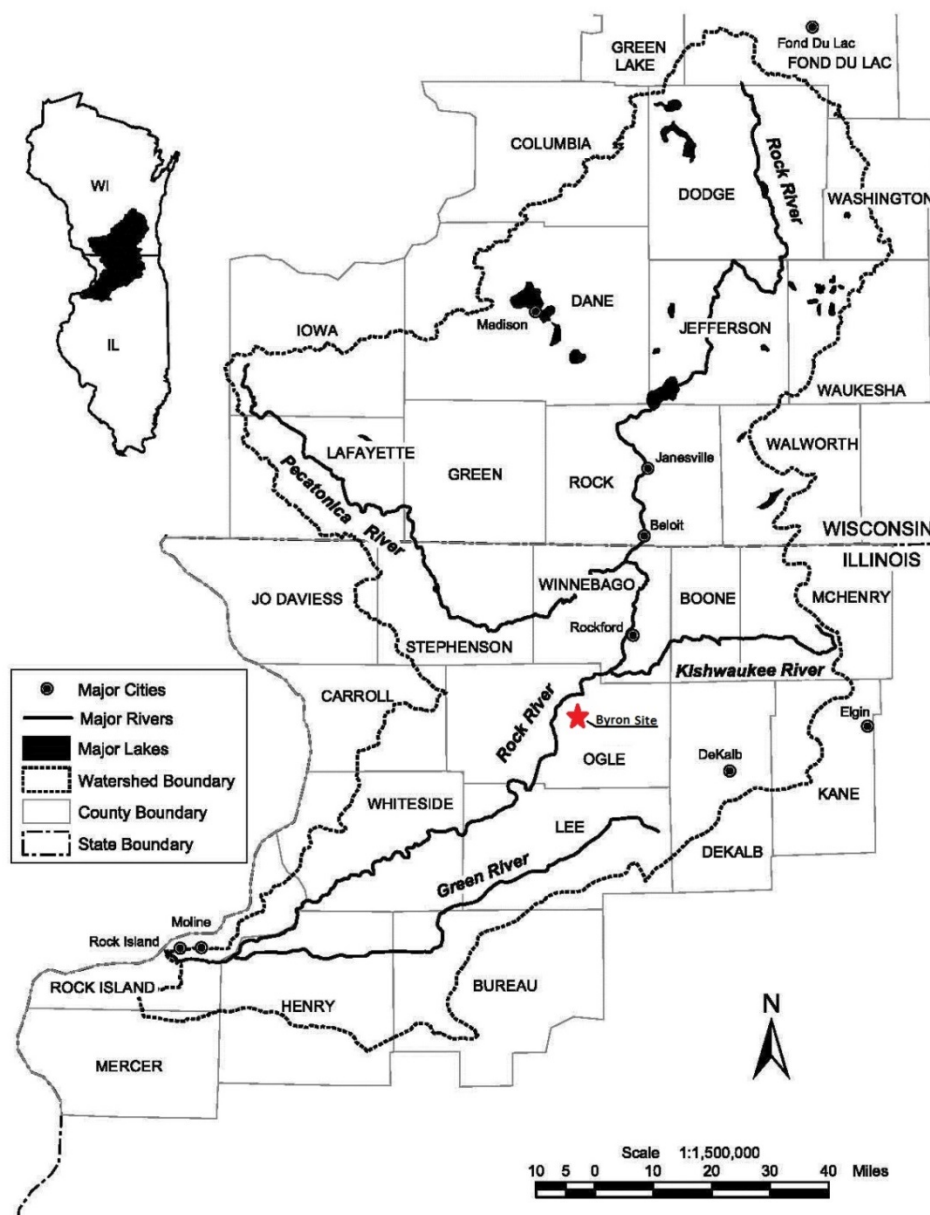 Fond Du Lac
GREEN
LAKE
FOND DU LAC
COLUMBIA
WI
Rock River
DODGE
WASHINGTON
DANE
Madison
IOWA
JEFFERSON
IL
WAUKESHA
LAFAYETTE
WALWORTH
GREEN
Janesville
ROCK
Pecatonica River
Beloit
WISCONSIN
ILLINOIS
WINNEBAGO
JO DAVIESS
BOONE
MCHENRY
Rockford
STEPHENSON
Kishwaukee River
CARROLL
Major Cities
Major Rivers
Major Lakes
Watershed Boundary
County Boundary
State Boundary
Rock River
Byron Site
Elgin
OGLE
DeKalb
KANE
WHITESIDE
LEE
DEKALB
Green River
Moline
Rock Island
ROCK ISLAND
BUREAU
HENRY
N
MERCER
Scale 1:1,500,000
10 5 0 10 20 30 40 Miles